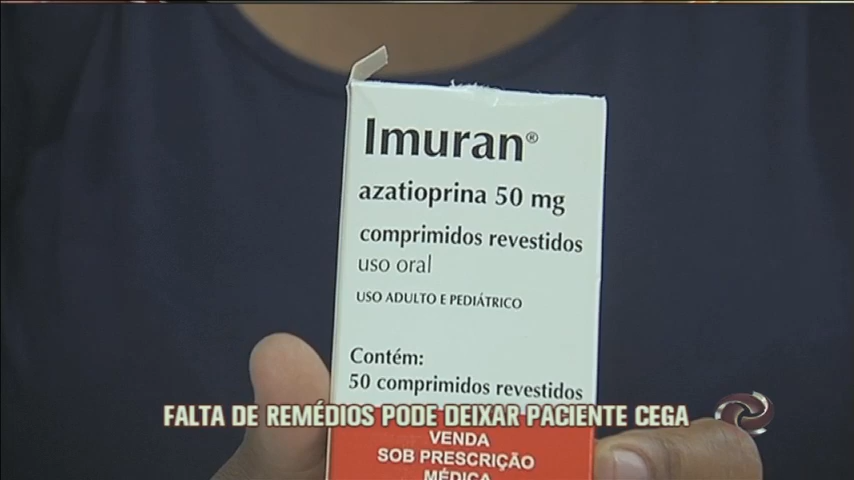 Imuran®
azatioprina 50 mg
comprimidos revestidos
uso oral
USO ADULTO E PEDIÁTRICO
Contém:
50 comprimidos revestidos
FALTA DE REMÉDIOS PODE DEIXAR PACIENTE CEGA
VENDA
SOB PRESCRIÇÃO
MÉDICA